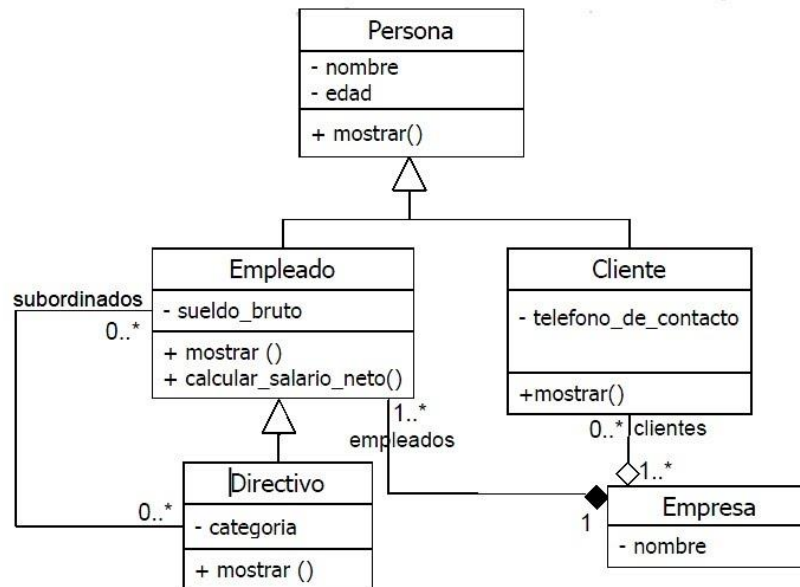 Persona
- nombre
- edad
+ mostrar()
Empleado
- sueldo_bruto
+ mostrar ()
+ calcular_salario_neto()
Cliente
- telefono_de_contacto
+mostrar()
subordinados
0..*
1..*
empleados
0..* clientes
1..*
Directivo
- categoria
+ mostrar ()
0..*
1
Empresa
- nombre